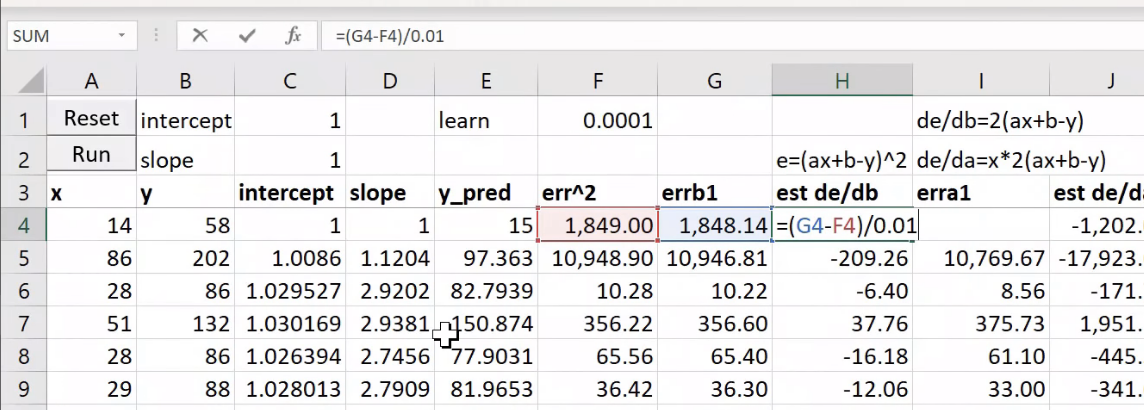 SUM =(G4-F4)/0.01
A B C D E F G H I J
1 Reset intercept 1 learn 0.0001 de/db=2(ax+b-y)
2 Run slope 1 e=(ax+b-y)^2 de/da=x*2(ax+b-y)
3 x y intercept slope y_pred err^2 errb1 est de/db erra1 est de/d
4 14 58 1 1 15 1,849.00 1,848.14 =(G4-F4)/0.01 -1,202.
5 86 202 1.0086 1.1204 97.363 10,948.90 10,946.81 -209.26 10,769.67 -17,923.
6 28 86 1.029527 2.9202 82.7939 10.28 10.22 -6.40 8.56 -171.
7 51 132 1.030169 2.9381 150.874 356.22 356.60 37.76 375.73 1,951.
8 28 86 1.026394 2.7456 77.9031 65.56 65.40 -16.18 61.10 -445.
9 29 88 1.028013 2.7909 81.9653 36.42 36.30 -12.06 33.00 -341.